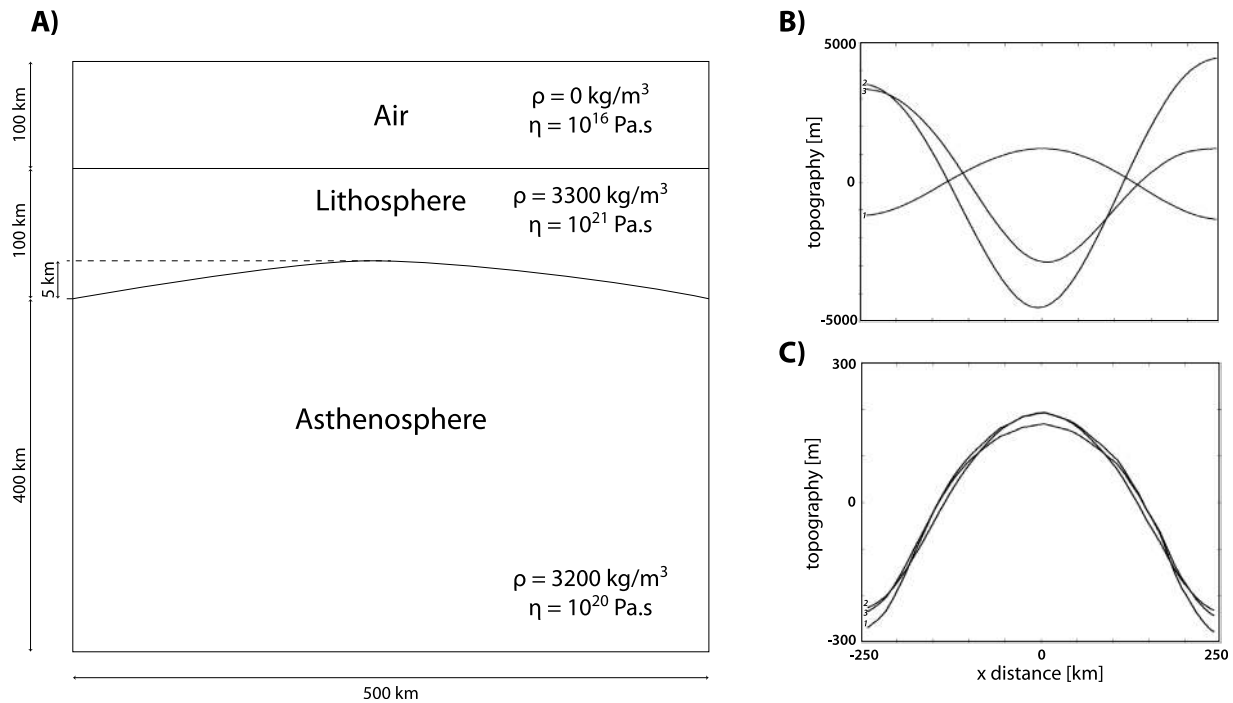 A)
100 km
Air
ρ = 0 kg/m³
η = 10¹⁶ Pa.s
100 km
Lithosphere
ρ = 3300 kg/m³
η = 10²¹ Pa.s
5 km
400 km
Asthenosphere
ρ = 3200 kg/m³
η = 10²⁰ Pa.s
500 km
B)
5000
topography [m]
0
-5000
2
3
1
C)
300
topography [m]
0
-300
2
3
1
-250
0
250
x distance [km]